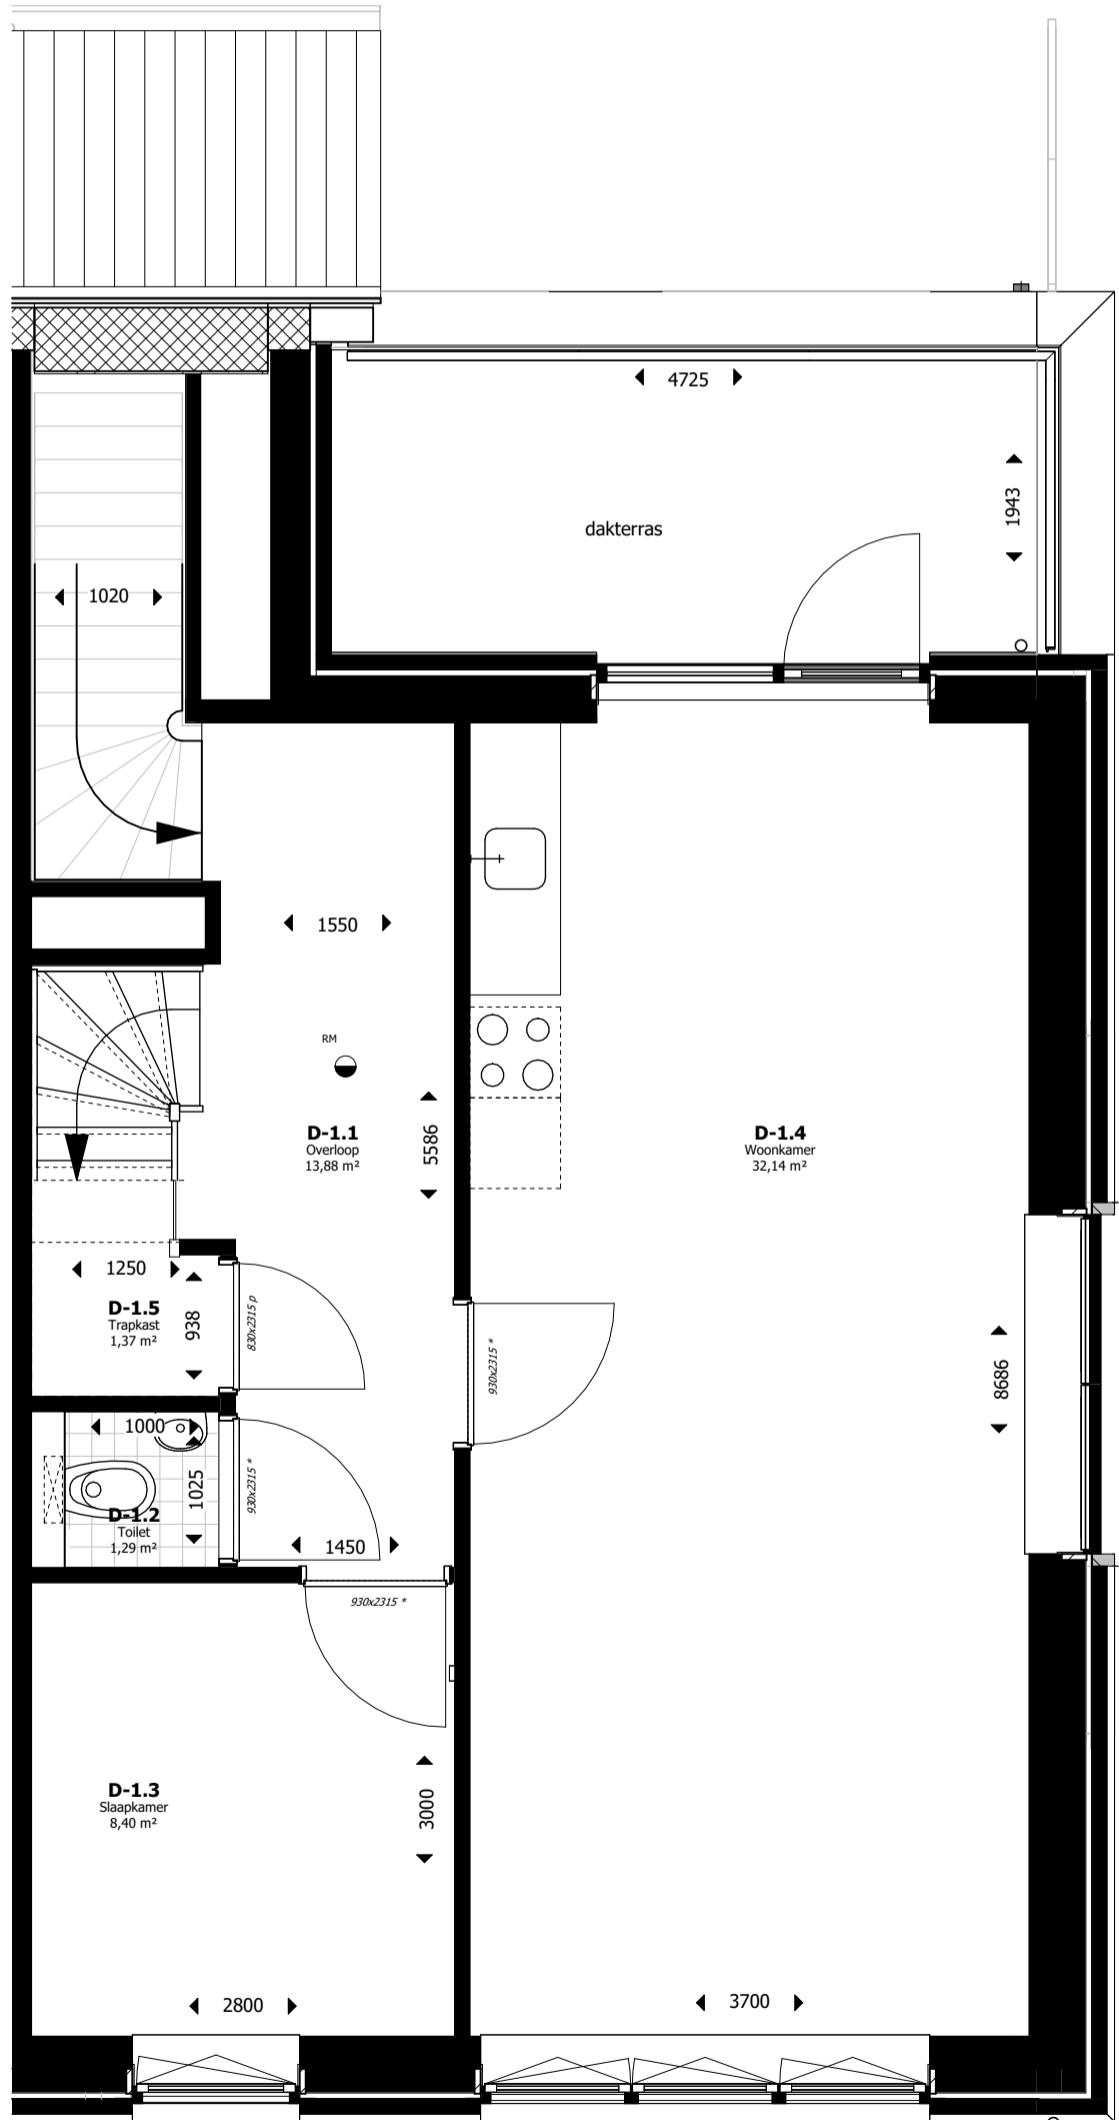 4725
1943
dakterras
1020
1550
RM
D-1.1
Overloop
13,88 m²
5586
D-1.4
Woonkamer
32,14 m²
1250
D-1.5
Trapkast
1,37 m²
938
830x2315 p
930x2315 *
8686
1000
1025
D-1.2
Toilet
1,29 m²
930x2315 *
1450
930x2315 *
D-1.3
Slaapkamer
8,40 m²
3000
2800
3700